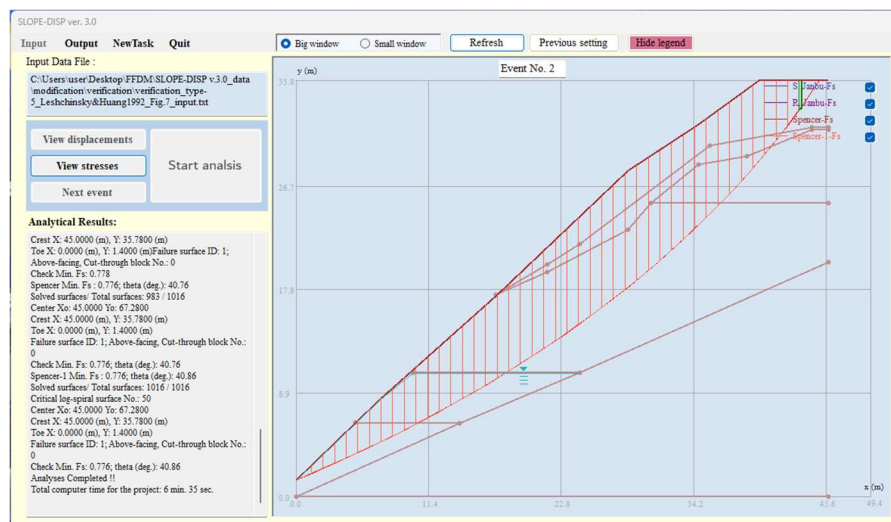 SLOPE-DISP ver. 3.0
Input Output NewTask Quit
Big window Small window Refresh Previous setting Hide legend
Input Data File :
C:\Users\user\Desktop\FFDM\SLOPE-DISP v.3.0_data
\modification\verification\verification_type-
5_Leshchinsky&Huang1992_Fig.7_input.txt
View displacements
View stresses
Next event
Start analsis
Analytical Results:
Crest X: 45.0000 (m), Y: 35.7800 (m)
Toe X: 0.0000 (m), Y: 1.4000 (m)Failure surface ID: 1;
Above-facing, Cut-through block No.: 0
Check Min. Fs: 0.778
Spencer Min. Fs : 0.776; theta (deg.): 40.76
Solved surfaces/ Total surfaces: 983 / 1016
Center Xo: 45.0000 Yo: 67.2800
Crest X: 45.0000 (m), Y: 35.7800 (m)
Toe X: 0.0000 (m), Y: 1.4000 (m)
Failure surface ID: 1; Above-facing, Cut-through block No.:
0
Check Min. Fs: 0.776; theta (deg.): 40.76
Spencer-1 Min. Fs : 0.776; theta (deg.): 40.86
Solved surfaces/ Total surfaces: 1016 / 1016
Critical log-spiral surface No.: 50
Center Xo: 45.0000 Yo: 67.2800
Crest X: 45.0000 (m), Y: 35.7800 (m)
Toe X: 0.0000 (m), Y: 1.4000 (m)
Failure surface ID: 1; Above-facing, Cut-through block No.:
0
Check Min. Fs: 0.776; theta (deg.): 40.86
Analyses Completed !!
Total computer time for the project: 6 min. 35 sec.
Event No. 2
y (m)
35.8
26.7
17.8
8.9
0.0
S_Janbu-Fs
R_Janbu-Fs
Spencer-Fs
Spencer-1-Fs
x (m)
0.0 11.4 22.8 34.2 45.6 49.4